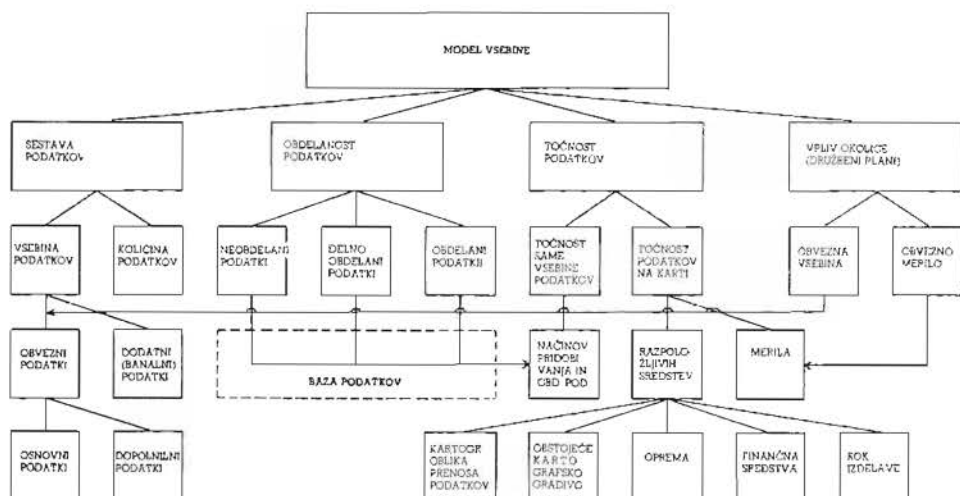 MODEL VSEBINE
SESTAVA
PODATKOV
OBDELANOST
PODATKOV
TOČNOST
PODATKOV
VPLIV OKOLICE
(DRUŽBENI PLANI)
VSEBINA
PODATKOV
KOLIČINA
PODATKOV
NEOBDELANI
PODATKI
DELNO
OBDELANI
PODATKI
OBDELANI
PODATKII
TOČNOST
SAME
VSEBINE
PODATKOV
TOČNOST
PODATKOV
NA KARTI
OBVEZNA
VSEBINA
OBVEZNO
MERILO
OBVEZNI
PODATKI
DODATNI
(BANALNI)
PODATKI
BAZA PODATKOV
NAČINOV
PRIDOBI
VANJA IN
OBD POD
RAZPOLO
ŽLJIVIH
SREDSTEV
MERILA
OSNOVNI
PODATKI
DOPOLNILNI
PODATKI
KARTOGR
OBLIKA
PRENOSA
PODATKOV
OBSTOJEČE
KARTO
GRAFSKO
GRADIVO
OPREMA
FINANČNA
SREDSTVA
ROK
IZDELAVE